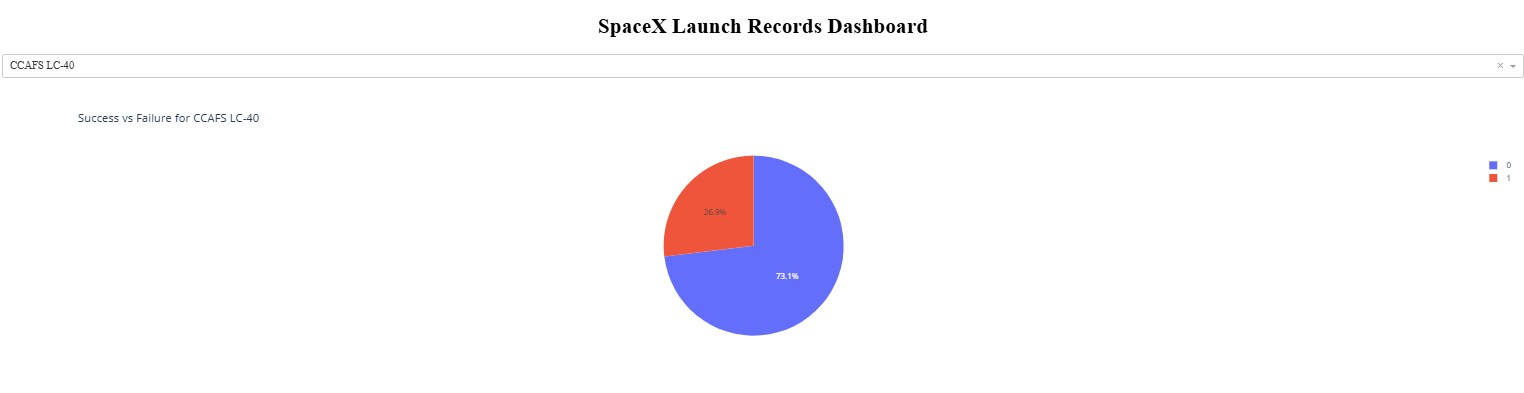 SpaceX Launch Records Dashboard
CCAFS LC-40
× 
Success vs Failure for CCAFS LC-40
0
1
26.9%
73.1%